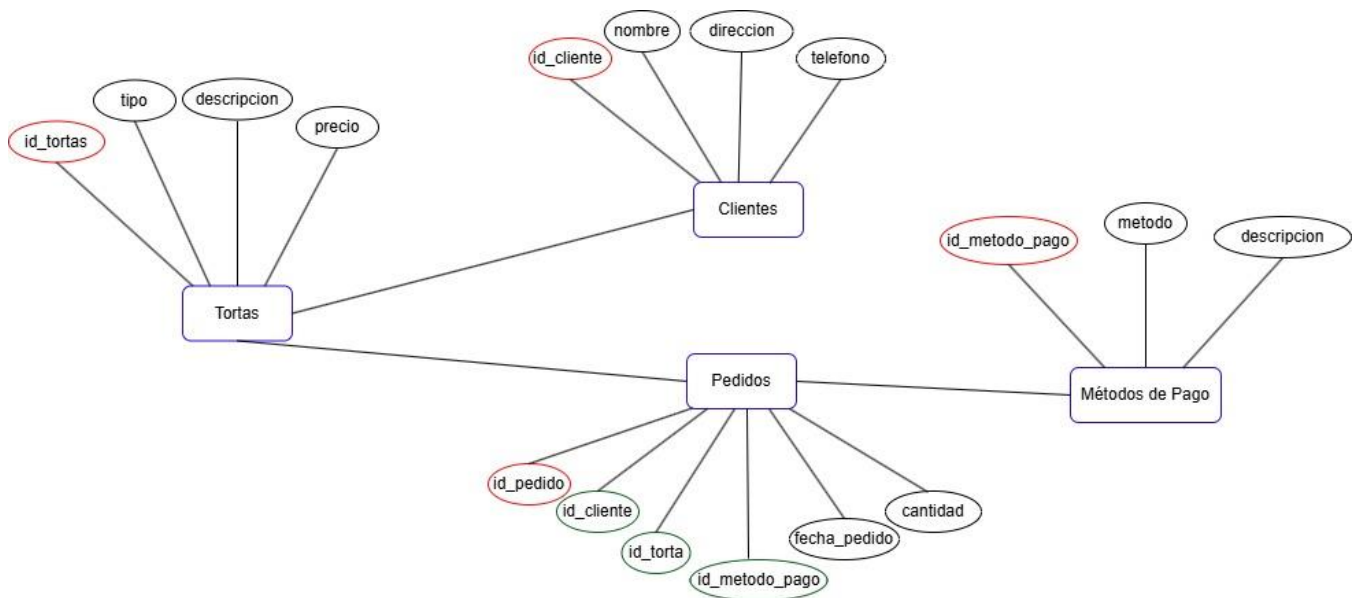 nombre
direccion
id_cliente
telefono
tipo
descripcion
precio
id_tortas
Clientes
id_metodo_pago
metodo
descripcion
Tortas
Pedidos
Métodos de Pago
id_pedido
id_cliente
id_torta
id_metodo_pago
fecha_pedido
cantidad